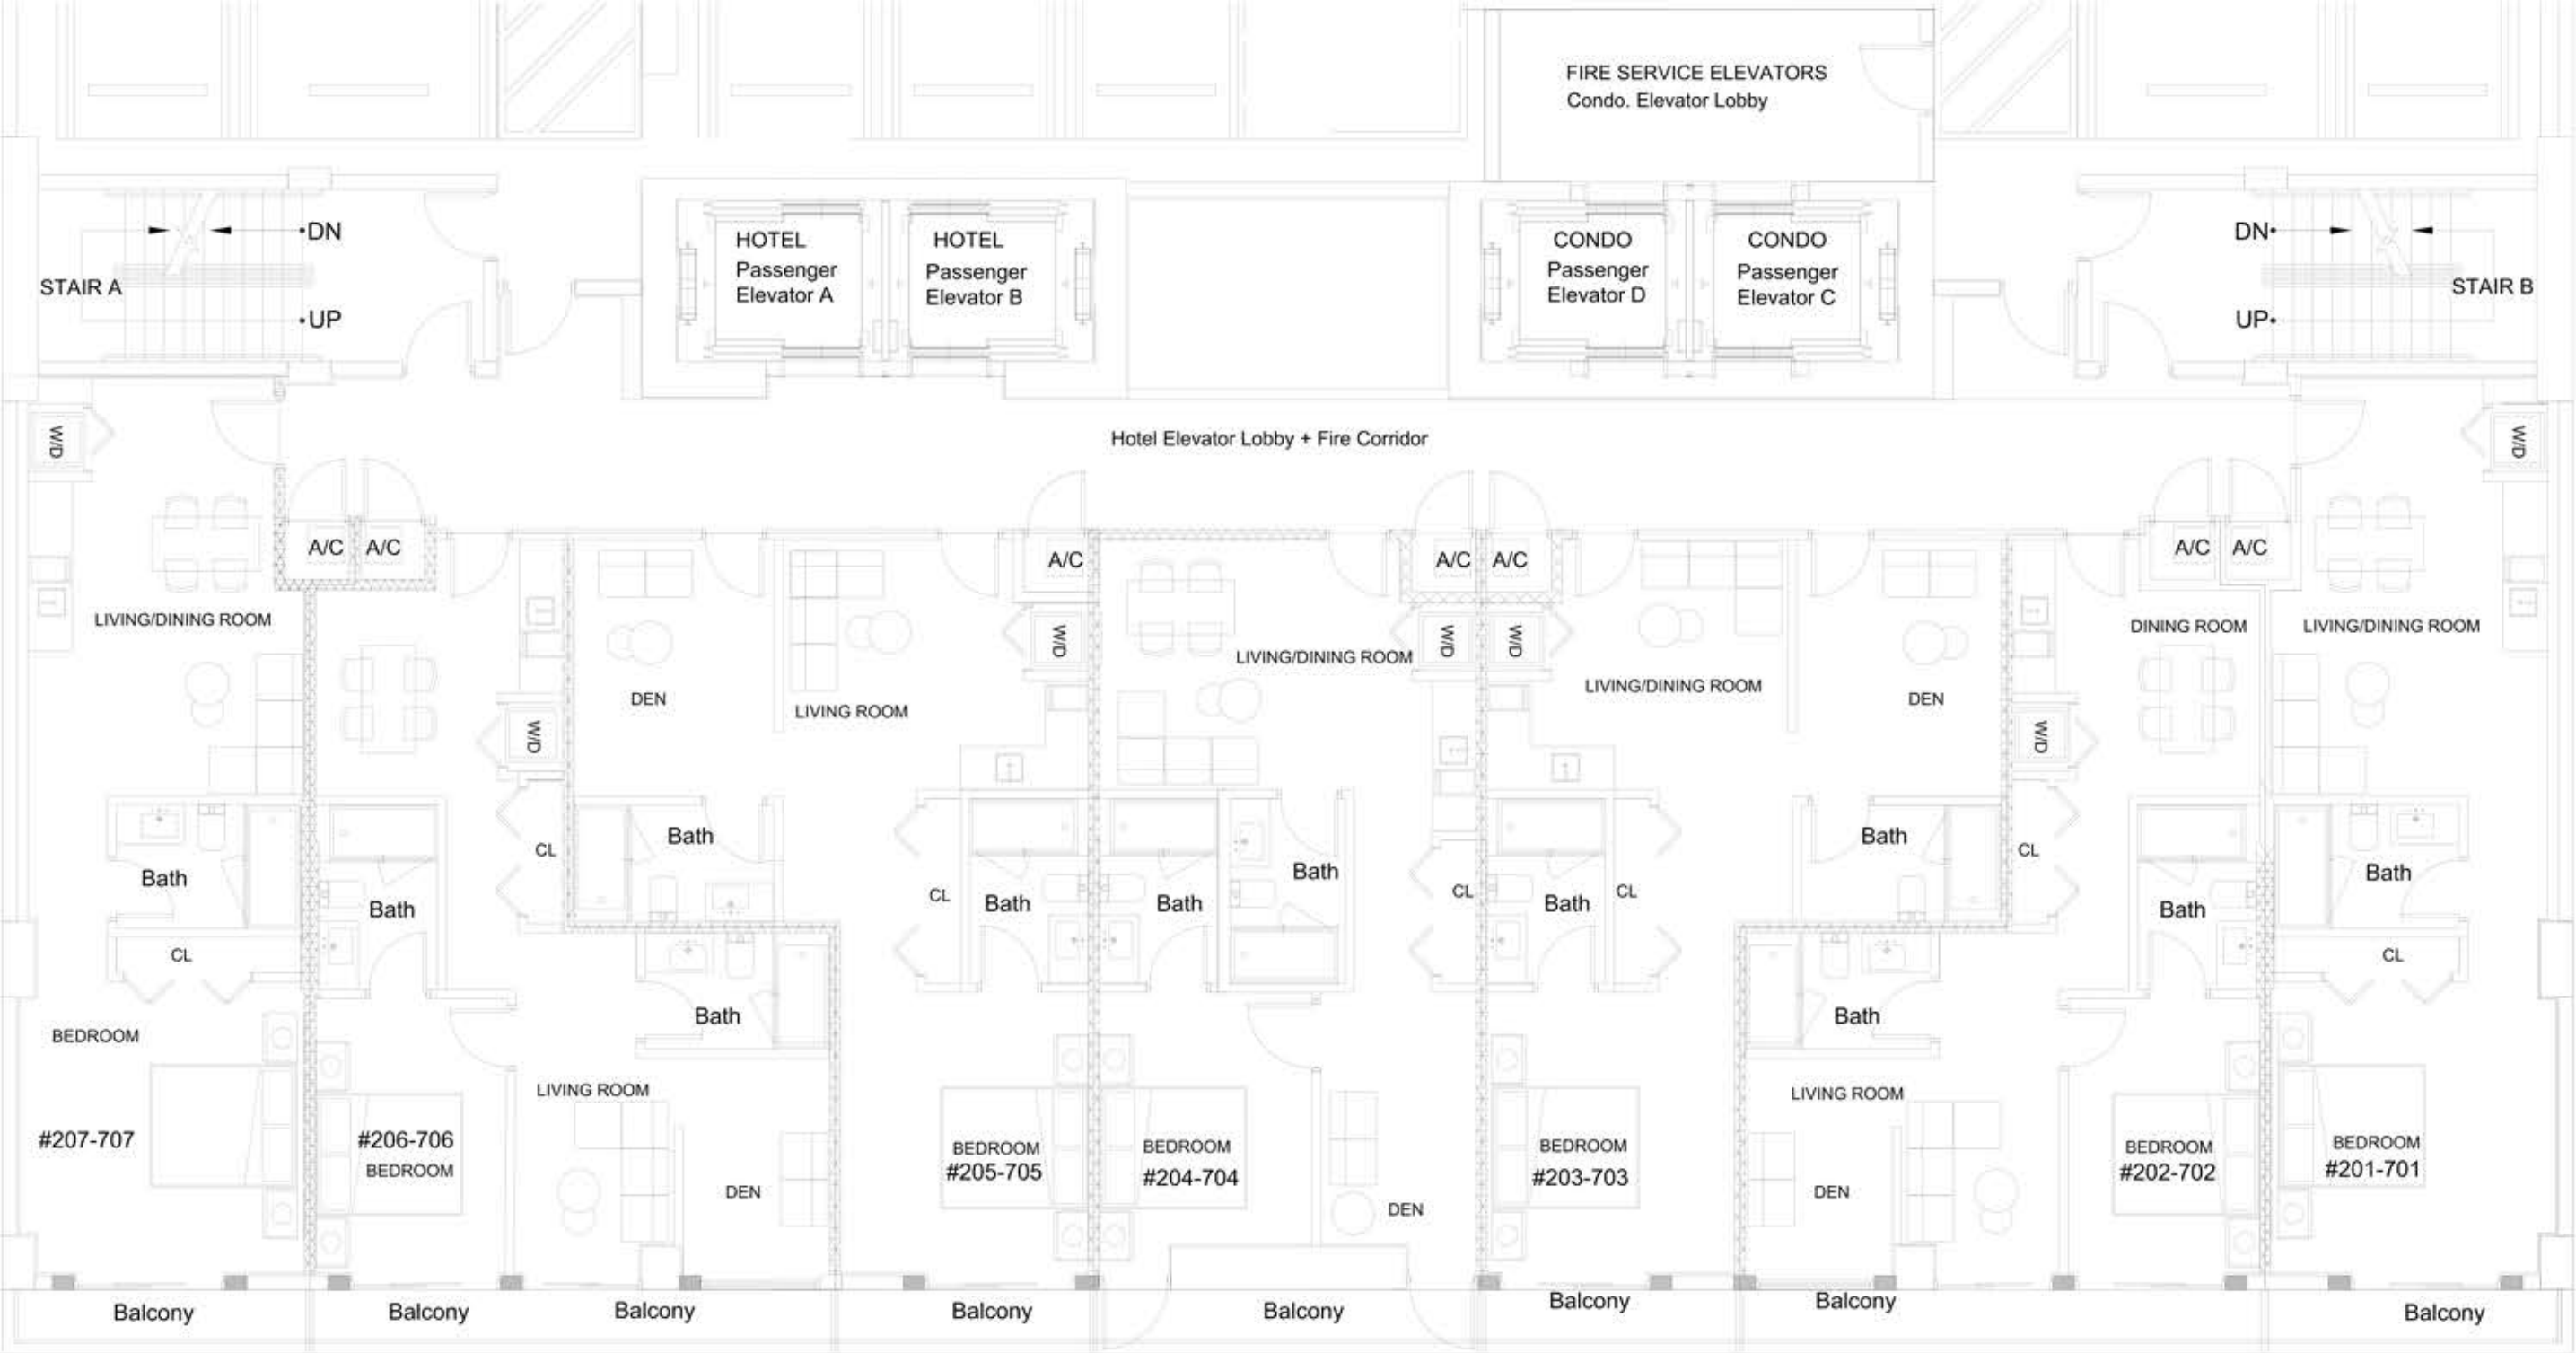 FIRE SERVICE ELEVATORS
Condo. Elevator Lobby
STAIR A
DN
UP
HOTEL
Passenger
Elevator A
HOTEL
Passenger
Elevator B
CONDO
Passenger
Elevator D
CONDO
Passenger
Elevator C
DN
UP
STAIR B
Hotel Elevator Lobby + Fire Corridor
W/D
W/D
A/C
A/C
A/C
A/C
A/C
A/C
A/C
LIVING/DINING ROOM
W/D
LIVING/DINING ROOM
W/D
W/D
DINING ROOM
LIVING/DINING ROOM
DEN
LIVING ROOM
LIVING/DINING ROOM
DEN
W/D
W/D
Bath
CL
Bath
Bath
CL
Bath
CL
Bath
Bath
Bath
CL
Bath
CL
Bath
CL
Bath
Bath
CL
CL
Bath
Bath
BEDROOM
LIVING ROOM
LIVING ROOM
#207-707
#206-706
BEDROOM
DEN
BEDROOM
#205-705
BEDROOM
#204-704
DEN
BEDROOM
#203-703
DEN
BEDROOM
#202-702
BEDROOM
#201-701
Balcony
Balcony
Balcony
Balcony
Balcony
Balcony
Balcony
Balcony